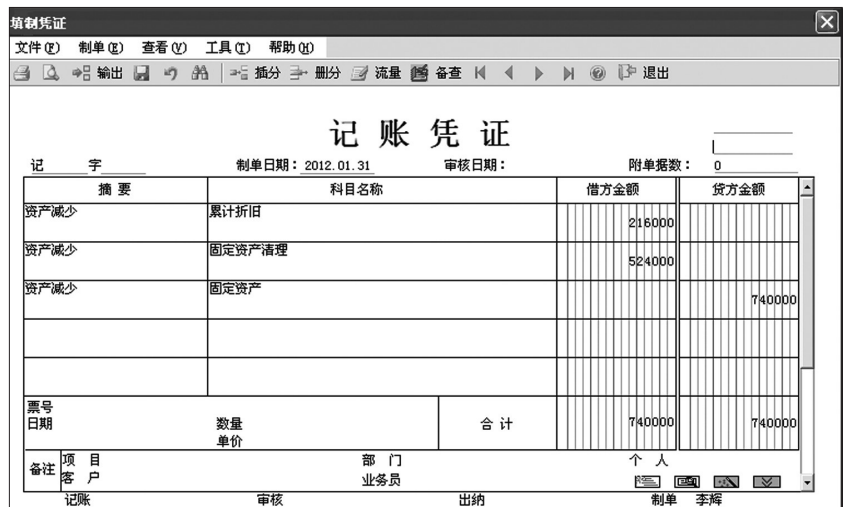 填制凭证
文件(F) 制单(E) 查看(V) 工具(T) 帮助(H)
输出 插分 删分 流量 备查 退出
记 账 凭 证
记 字 制单日期：2012.01.31 审核日期： 附单据数： 0
摘 要 科目名称 借方金额 贷方金额
资产减少 累计折旧 216000
资产减少 固定资产清理 524000
资产减少 固定资产 740000
票号
日期 数量 合 计 740000 740000
单价
备注 项 目 部 门 个 人
客 户 业务员
记账 审核 出纳 制单 李辉